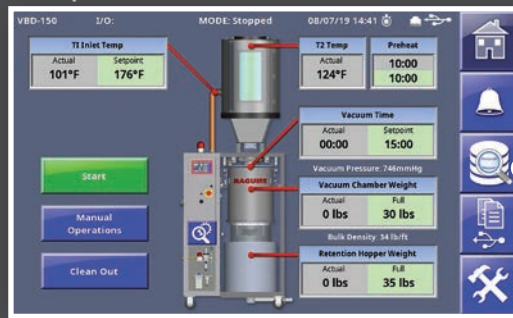 VBD-150 I/O: MODE: Stopped 08/07/19 14:41
T1 Inlet Temp
Actual Setpoint
101°F 176°F
T2 Temp
Actual
124°F
Preheat
10:00
10:00
Vacuum Time
Actual Setpoint
00:00 15:00
Vacuum Pressure: 746mmHg
Vacuum Chamber Weight
Actual Full
0 lbs 30 lbs
Bulk Density: 34 lb/ft
Retention Hopper Weight
Actual Full
0 lbs 35 lbs
MAGUIRE
Start
Manual
Operations
Clean Out